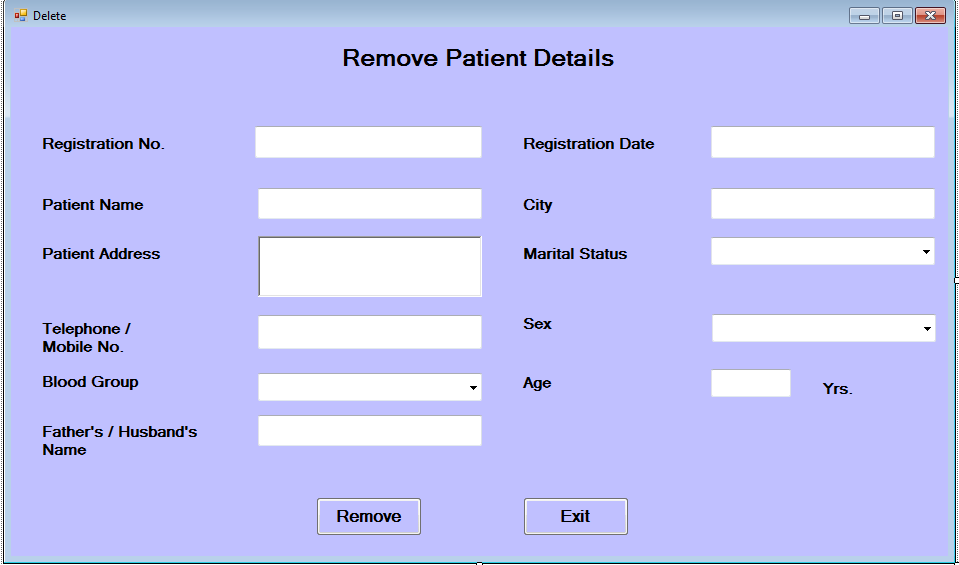 Delete
Remove Patient Details
Registration No.
Registration Date
Patient Name
City
Patient Address
Marital Status
Telephone /
Mobile No.
Sex
Blood Group
Age
Yrs.
Father's / Husband's
Name
Remove
Exit